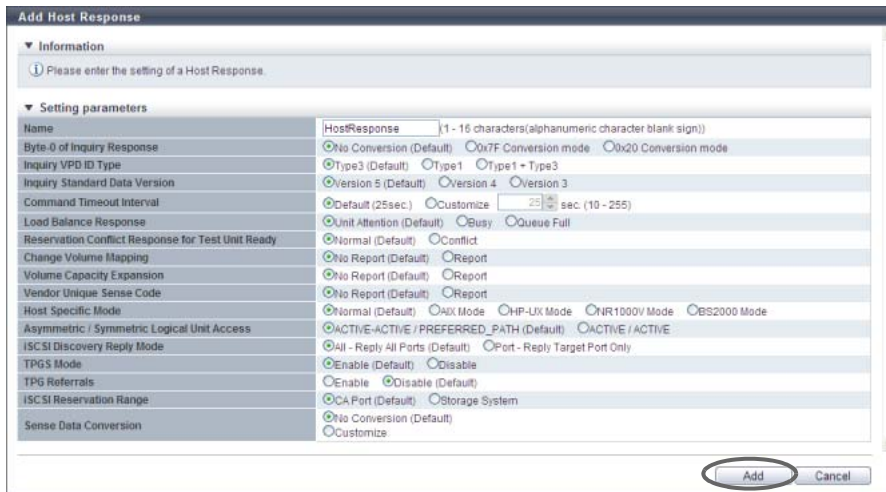 Add Host Response
Information
Please enter the setting of a Host Response.
Setting parameters
Name HostResponse (1 - 16 characters(alphanumeric character blank sign))
Byte-0 of Inquiry Response No Conversion (Default) 0x7F Conversion mode 0x20 Conversion mode
Inquiry VPD ID Type Type3 (Default) Type1 Type1 + Type3
Inquiry Standard Data Version Version 5 (Default) Version 4 Version 3
Command Timeout Interval Default (25sec.) Customize 25 sec. (10 - 255)
Load Balance Response Unit Attention (Default) Busy Queue Full
Reservation Conflict Response for Test Unit Ready Normal (Default) Conflict
Change Volume Mapping No Report (Default) Report
Volume Capacity Expansion No Report (Default) Report
Vendor Unique Sense Code No Report (Default) Report
Host Specific Mode Normal (Default) AIX Mode HP-UX Mode NR1000V Mode BS2000 Mode
Asymmetric / Symmetric Logical Unit Access ACTIVE-ACTIVE / PREFERRED_PATH (Default) ACTIVE / ACTIVE
iSCSI Discovery Reply Mode All - Reply All Ports (Default) Port - Reply Target Port Only
TPGS Mode Enable (Default) Disable
TPG Referrals Enable Disable (Default)
iSCSI Reservation Range CA Port (Default) Storage System
Sense Data Conversion No Conversion (Default)
Customize
Add Cancel